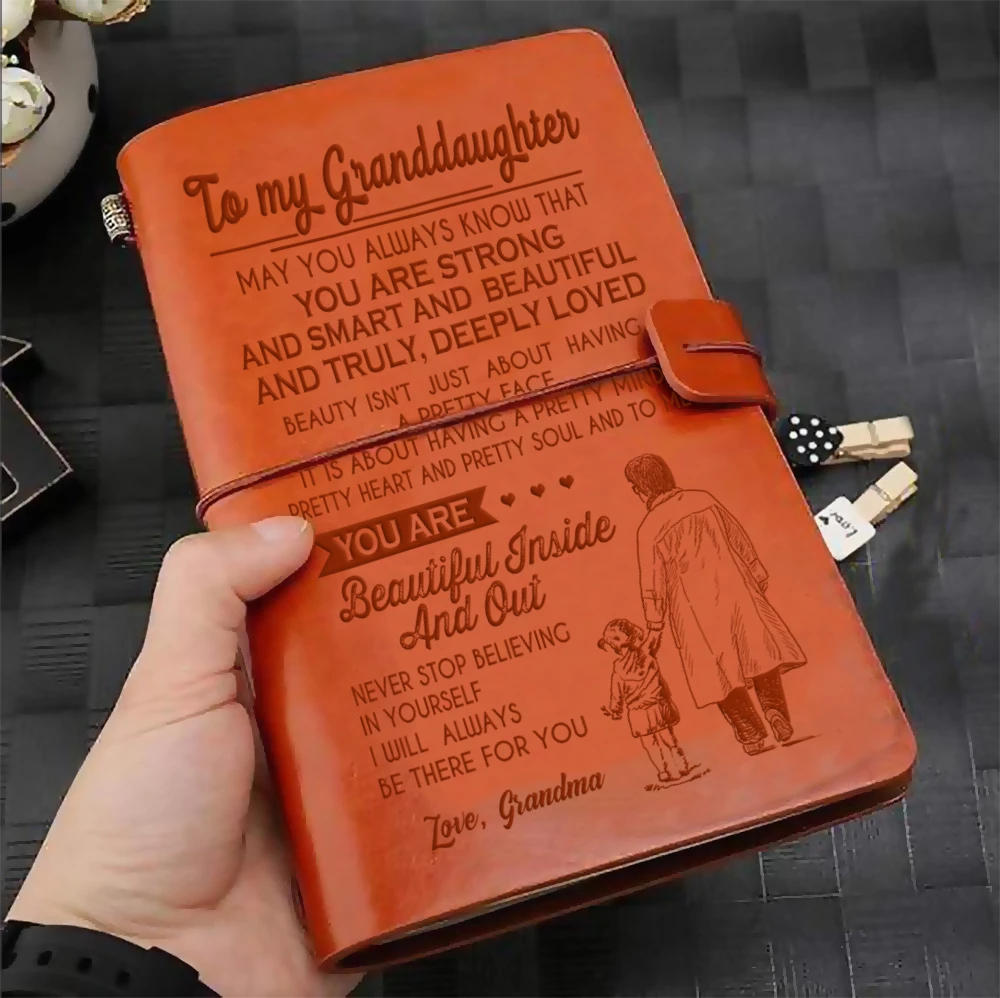 To my Granddaughter
MAY YOU ALWAYS KNOW THAT
YOU ARE STRONG
AND SMART AND BEAUTIFUL
AND TRULY, DEEPLY LOVED
BEAUTY ISN'T JUST ABOUT HAVING
A PRETTY FACE
IT IS ABOUT HAVING A PRETTY MIND
PRETTY HEART AND PRETTY SOUL AND TO
YOU ARE
Beautiful Inside
And Out
NEVER STOP BELIEVING
IN YOURSELF
I WILL ALWAYS
BE THERE FOR YOU
Love, Grandma